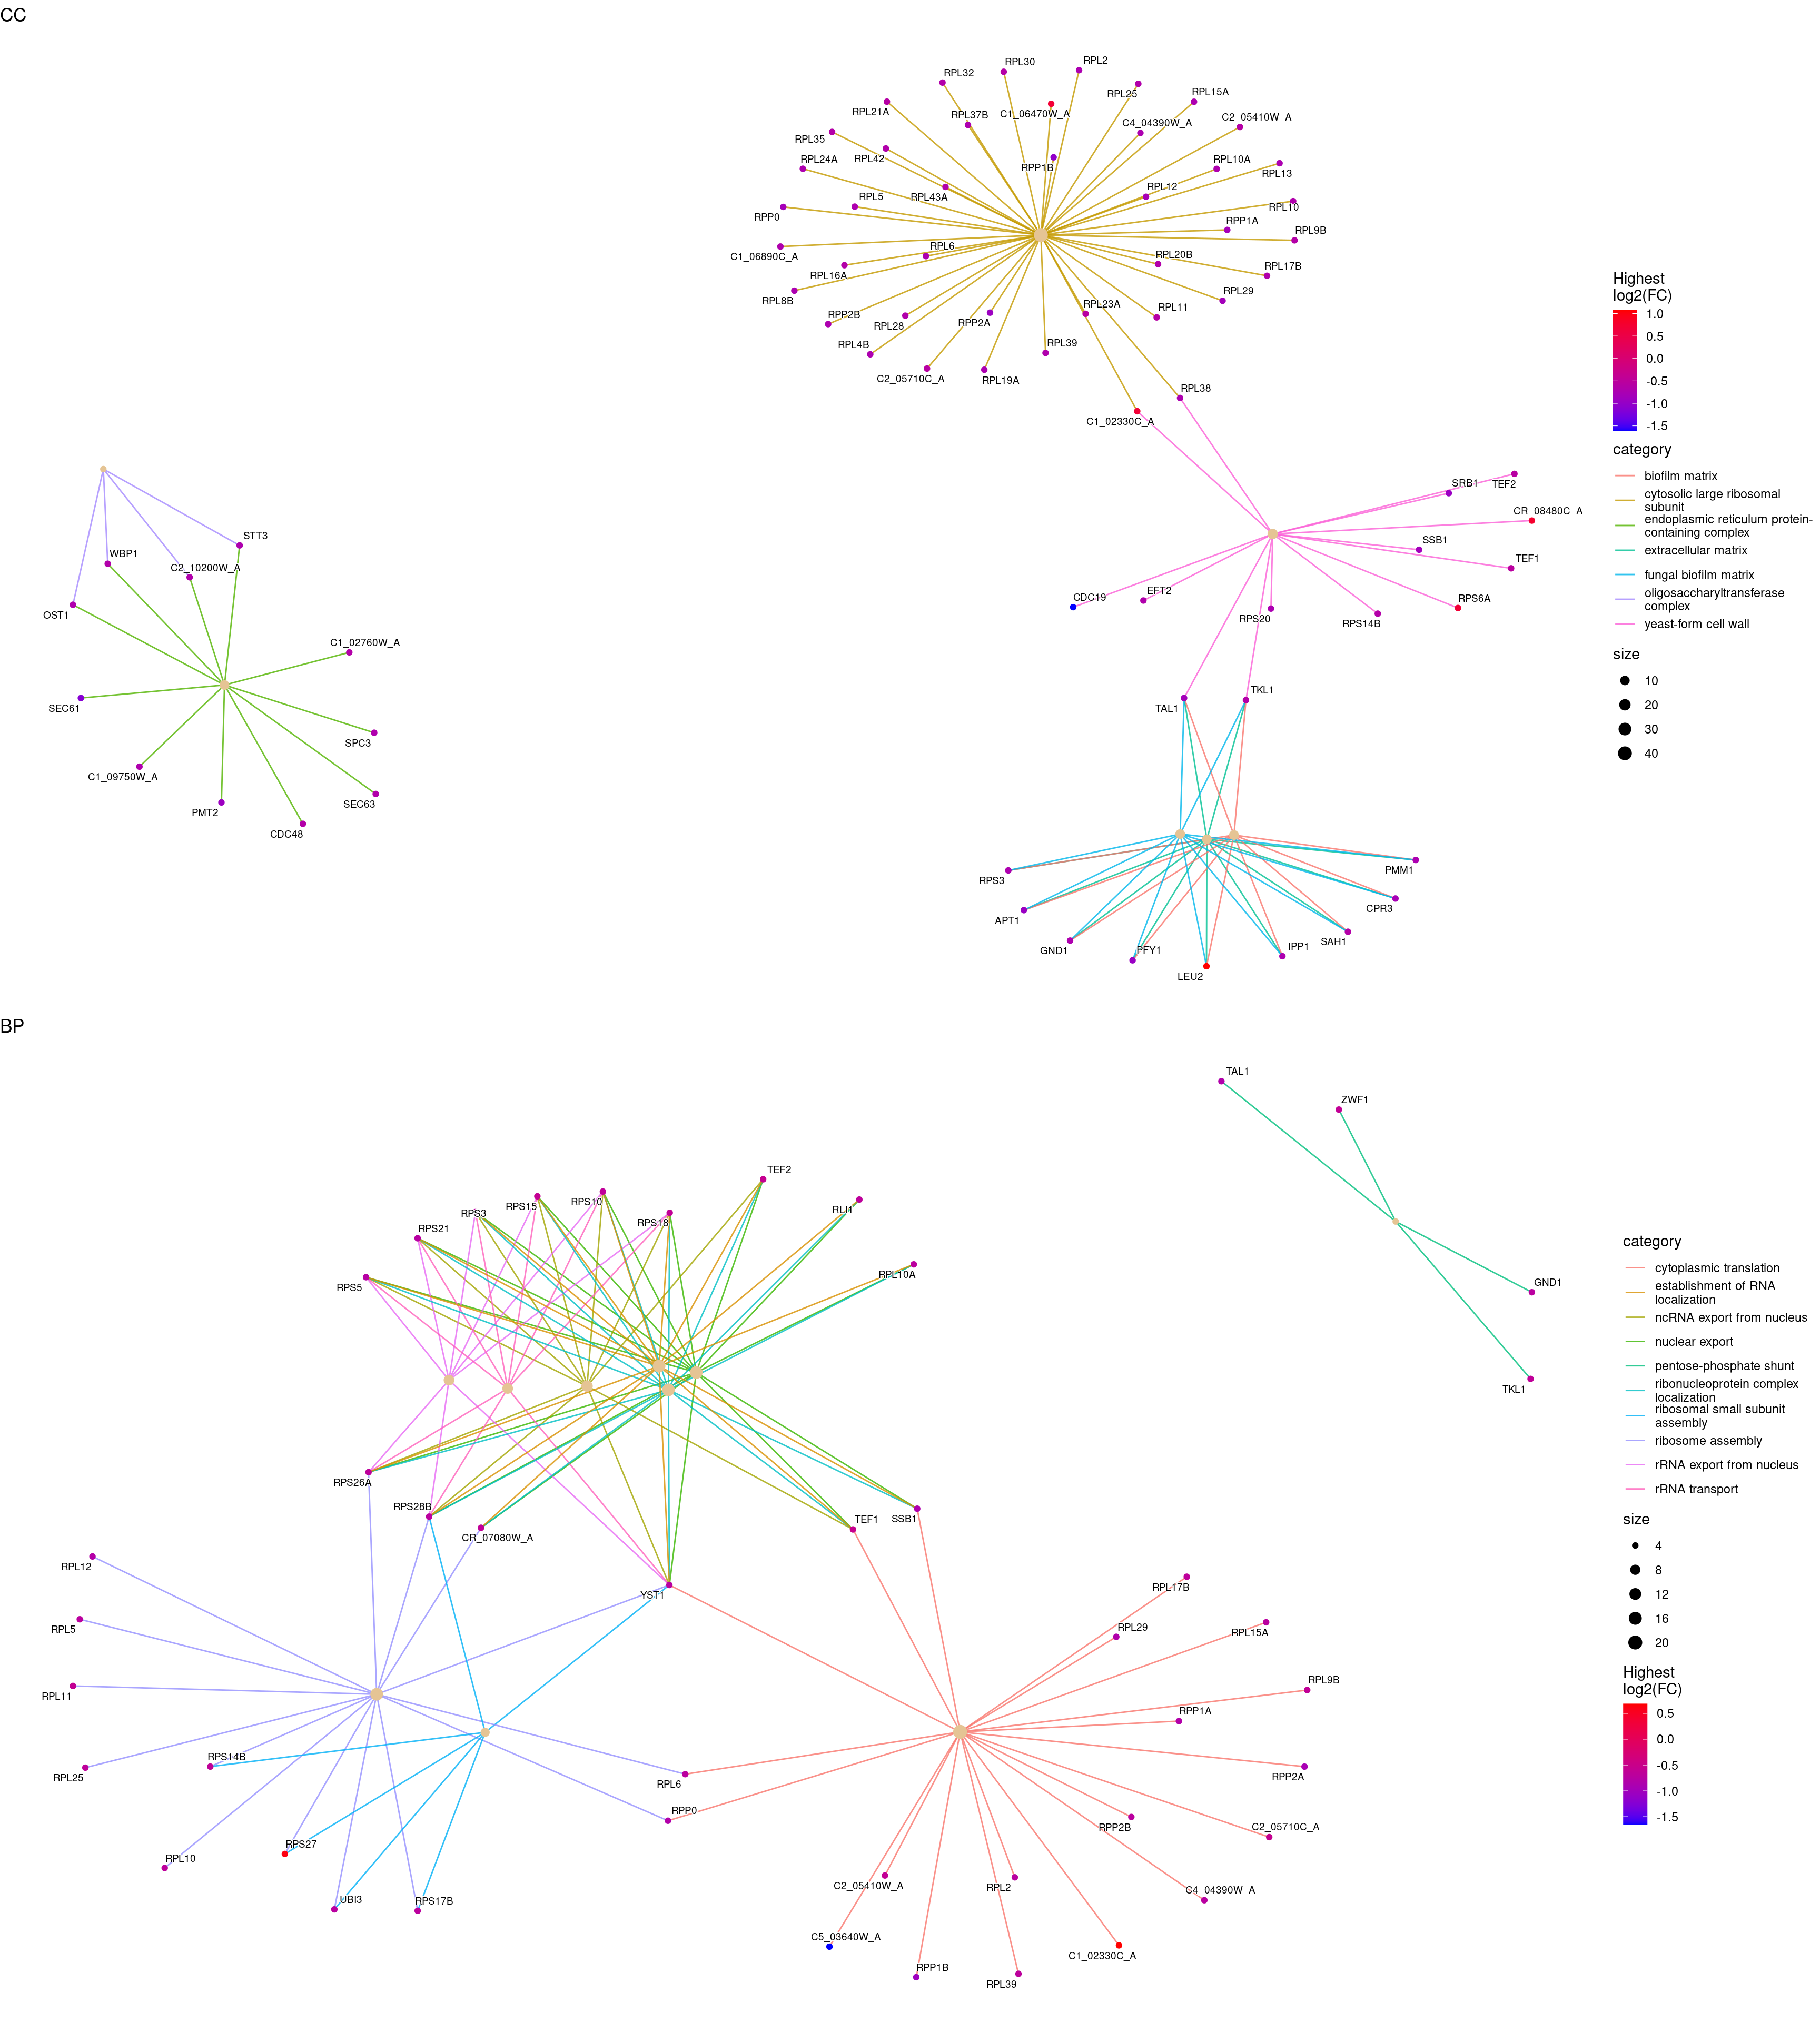 CC
RPL30
RPL2
RPL32
RPL25
RPL15A
RPL21A
RPL37B
C1_06470W_A
C4_04390W_A
C2_05410W_A
RPL35
RPL42
RPL24A
RPP1B
RPL10A
RPL13
RPL5
RPL43A
RPL12
RPP0
RPL10
RPP1A
RPL9B
C1_06890C_A
RPL6
RPL20B
RPL16A
RPL17B
RPL8B
RPL29
RPP2B
RPL28
RPP2A
RPL23A
RPL11
RPL4B
RPL39
C2_05710C_A
RPL19A
RPL38
C1_02330C_A
SRB1
TEF2
CR_08480C_A
SSB1
TEF1
CDC19
EFT2
RPS20
RPS14B
RPS6A
TAL1
TKL1
RPS3
PMM1
APT1
CPR3
GND1
PFY1
SAH1
IPP1
LEU2
WBP1
STT3
C2_10200W_A
OST1
C1_02760W_A
SEC61
SPC3
C1_09750W_A
SEC63
PMT2
CDC48
Highest
log2(FC)
1.0
0.5
0.0
-0.5
-1.0
-1.5
category
biofilm matrix
cytosolic large ribosomal
subunit
endoplasmic reticulum protein-
containing complex
extracellular matrix
fungal biofilm matrix
oligosaccharyltransferase
complex
yeast-form cell wall
size
10
20
30
40
BP
TAL1
ZWF1
GND1
TKL1
TEF2
RPS10
RPS15
RPS3
RPS18
RLI1
RPS21
RPL10A
RPS5
RPS26A
RPS28B
CR_07080W_A
TEF1
SSB1
YST1
RPL12
RPL5
RPL11
RPL25
RPS14B
RPL10
RPS27
UBI3
RPS17B
RPL6
RPP0
RPL17B
RPL29
RPL15A
RPL9B
RPP1A
RPP2A
RPP2B
C2_05710C_A
C2_05410W_A
RPL2
C4_04390W_A
C5_03640W_A
C1_02330C_A
RPP1B
RPL39
category
cytoplasmic translation
establishment of RNA
localization
ncRNA export from nucleus
nuclear export
pentose-phosphate shunt
ribonucleoprotein complex
localization
ribosomal small subunit
assembly
ribosome assembly
rRNA export from nucleus
rRNA transport
size
4
8
12
16
20
Highest
log2(FC)
0.5
0.0
-0.5
-1.0
-1.5